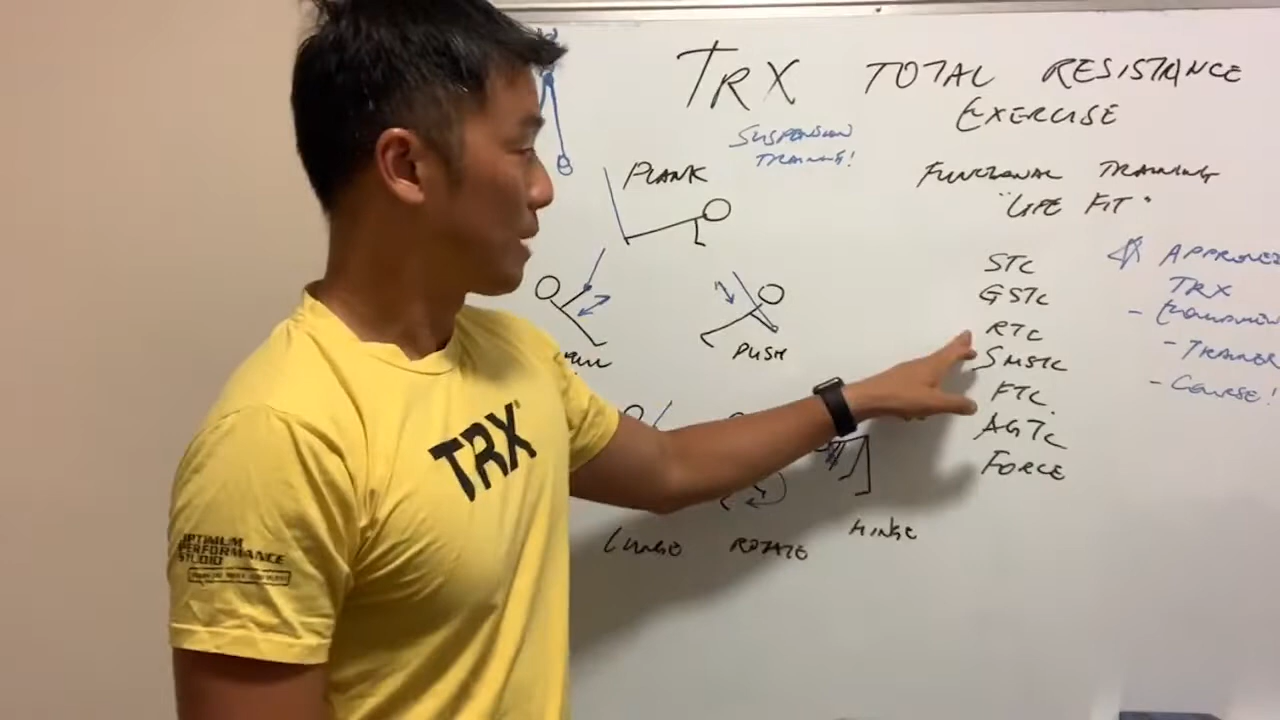 TRX TOTAL RESISTANCE
EXERCISE
SUSPENSION
TRAINING!
PLANK
FUNCTIONAL TRAINING
"LIFE FIT"
STC
GSTC
RTC
SMSTC
FTC.
AGTC
FORCE
APPROVED
TRX
-
- TRAINER
- COURSE!
PUSH
LUNGE
ROTATE
HINGE
TRX
OPTIMUM
PERFORMANCE
STUDIO